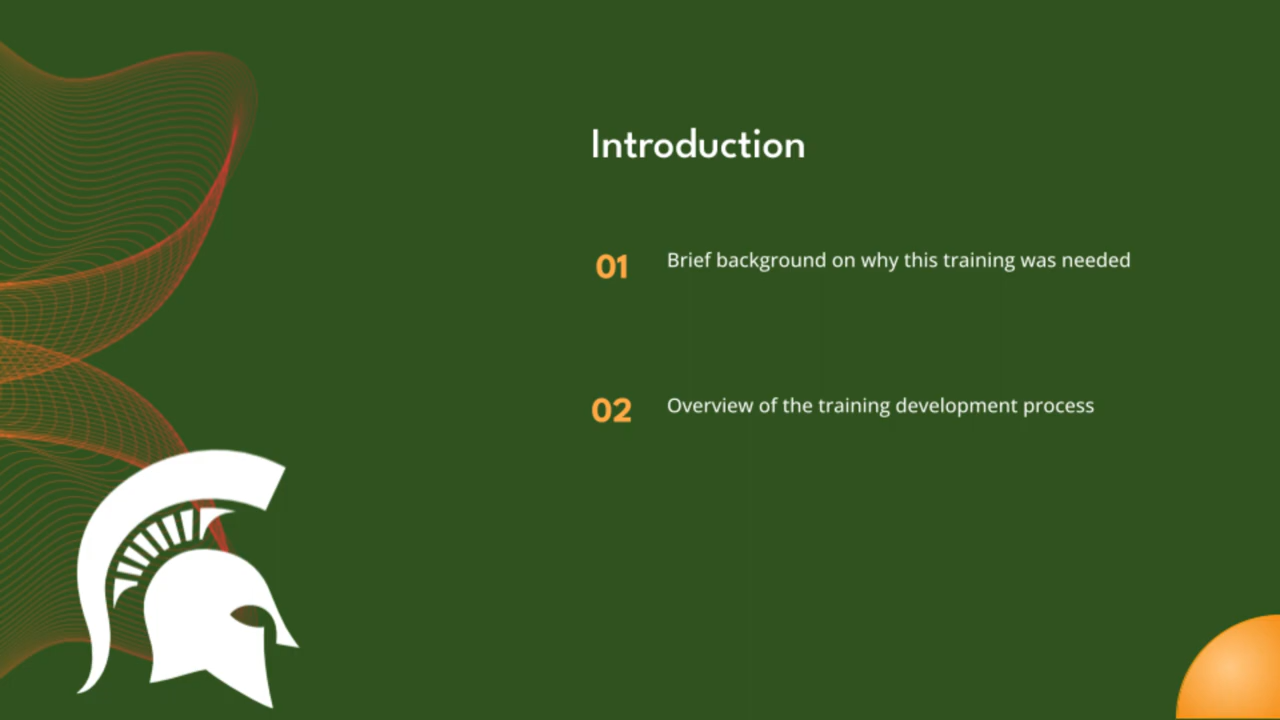 Introduction
01 Brief background on why this training was needed
02 Overview of the training development process